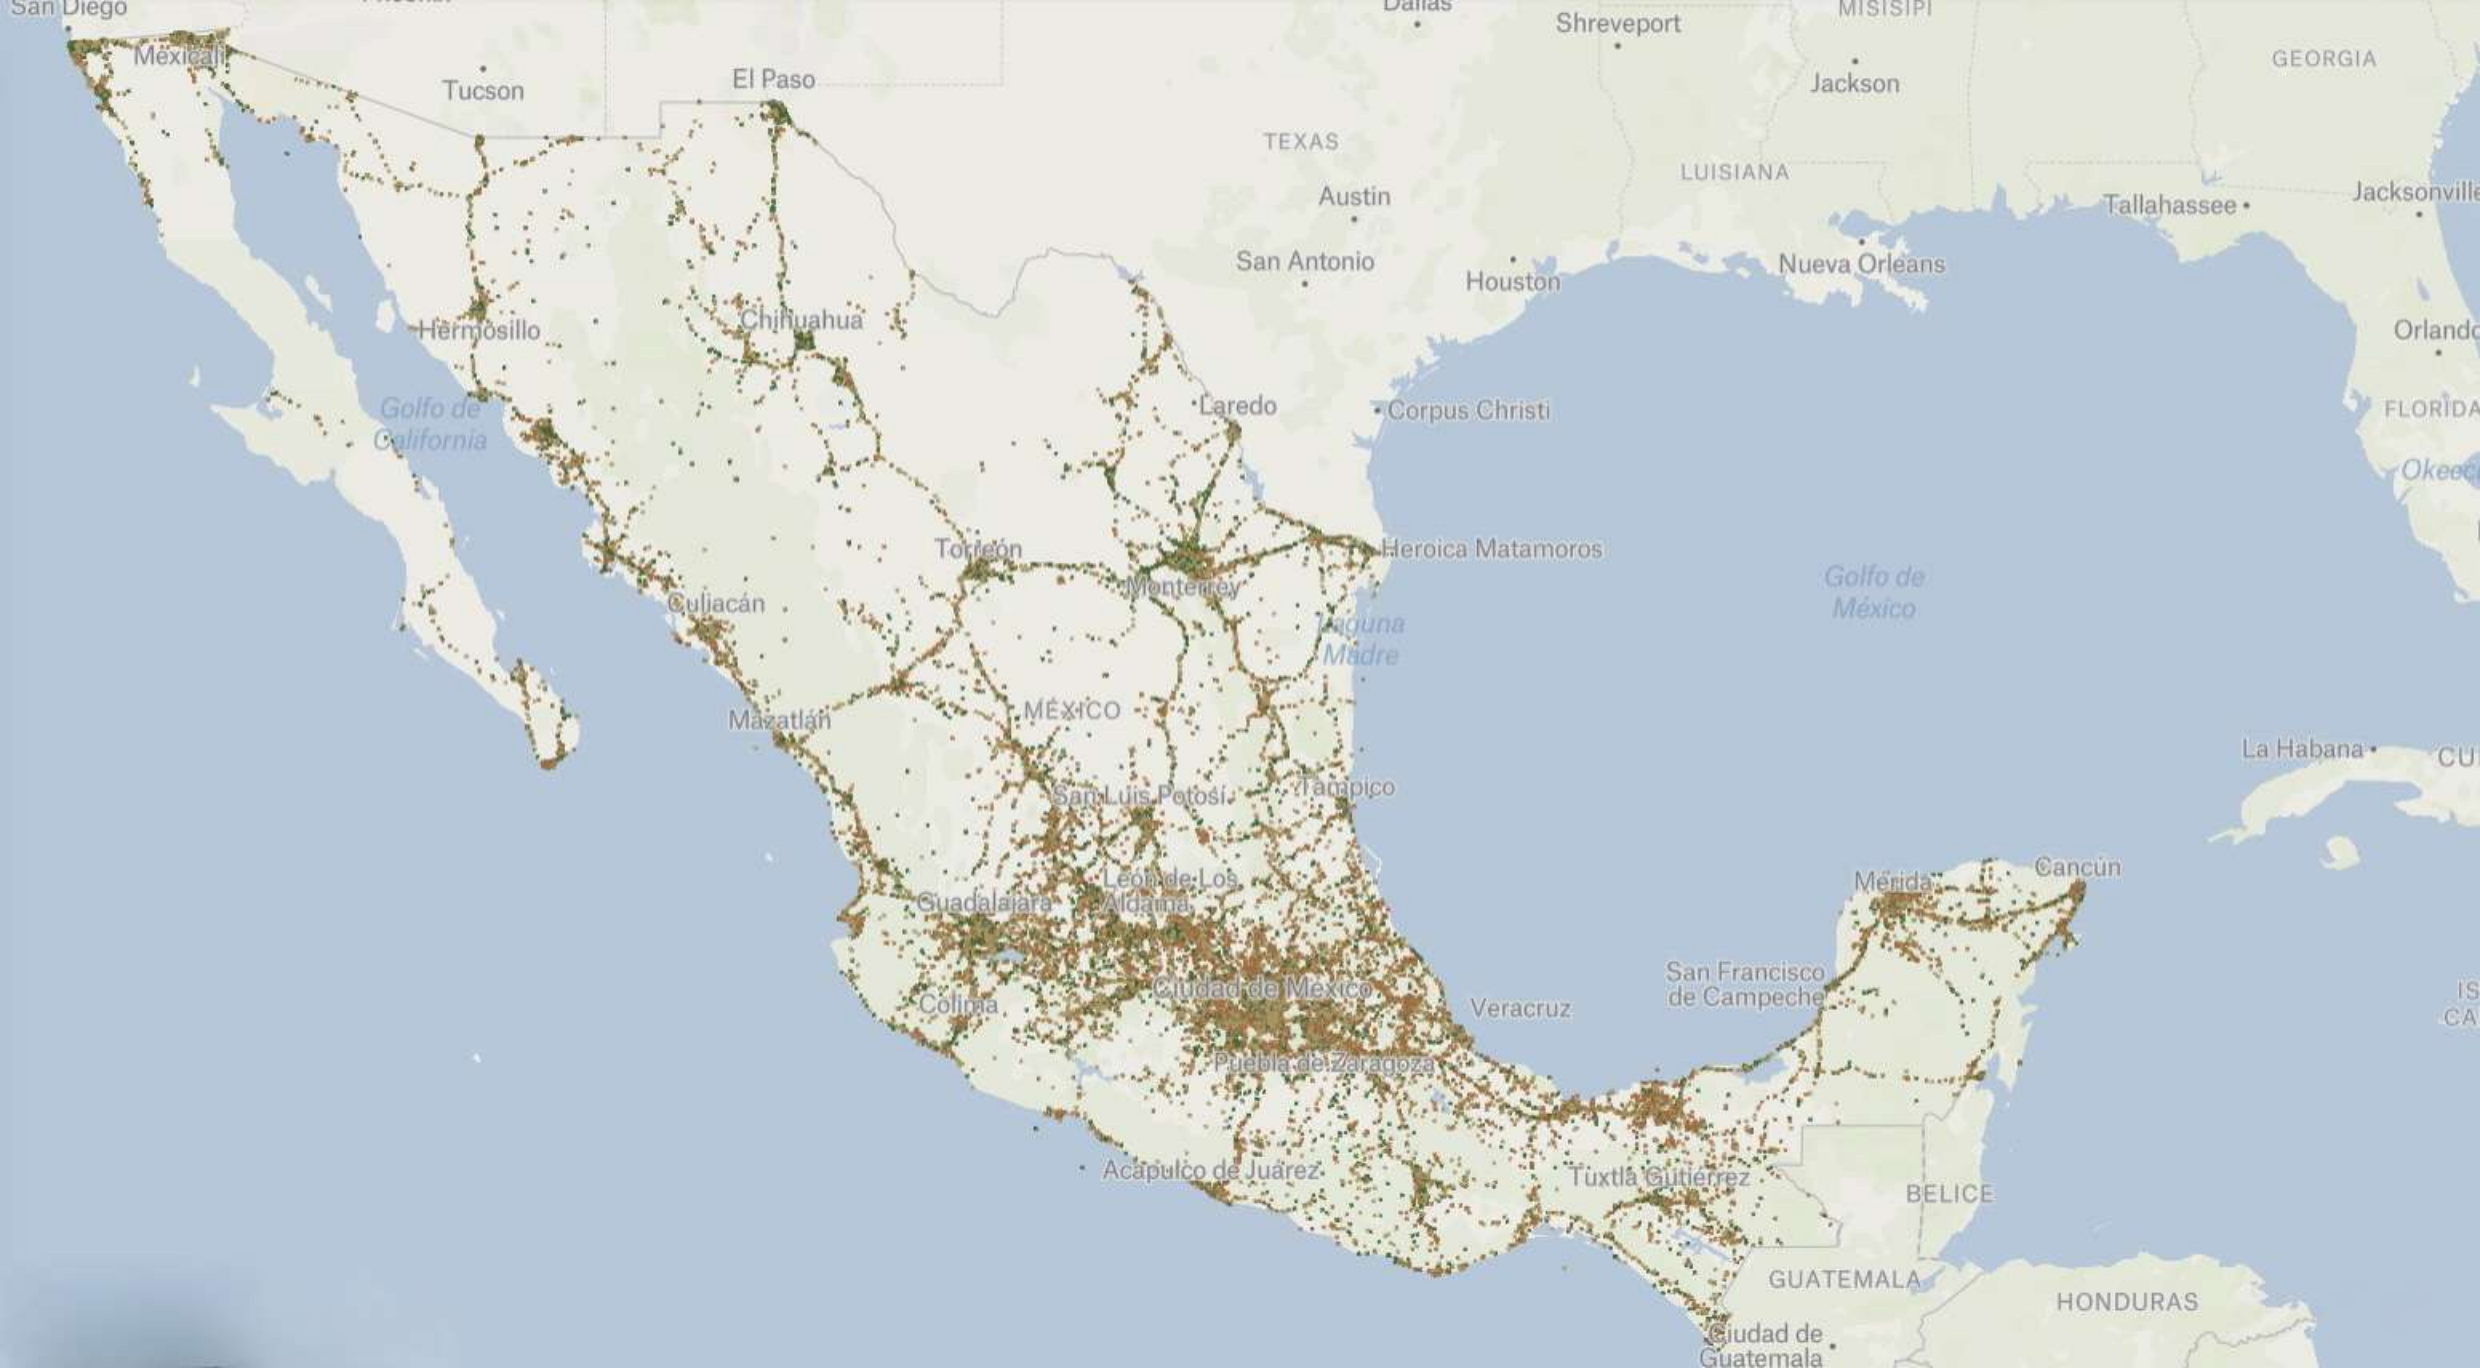 San Diego
Dallas
Shreveport
MISISIPI
GEORGIA
Mexicali
Tucson
El Paso
Jackson
TEXAS
LUISIANA
Austin
Tallahassee
Jacksonville
San Antonio
Houston
Nueva Orleans
Hermosillo
Chihuahua
Orlando
Golfo de
California
Laredo
Corpus Christi
FLORIDA
Okeec
Torreón
Monterrey
Heroica Matamoros
Golfo de
México
Culiacán
Laguna
Madre
MÉXICO
Mazatlán
La Habana
CU
San Luis Potosí
Tampico
León de Los
Aldama
Guadalajara
Mérida
Cancún
Colima
Ciudad de México
Veracruz
San Francisco
de Campeche
IS
CA
Puebla de Zaragoza
Acapulco de Juárez
Tuxtla Gutiérrez
BELICE
GUATEMALA
HONDURAS
Ciudad de
Guatemala